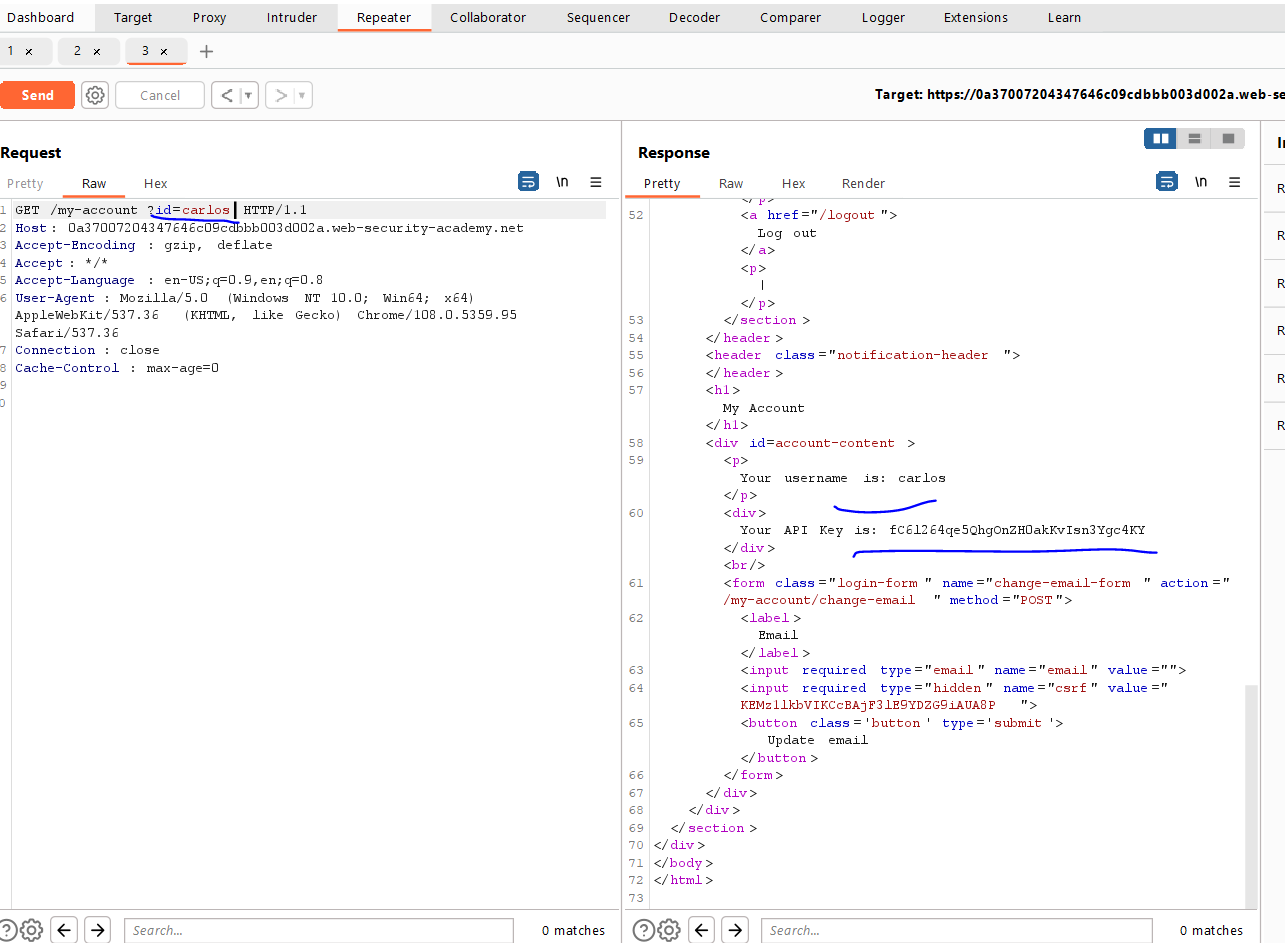 Dashboard Target Proxy Intruder Repeater Collaborator Sequencer Decoder Comparer Logger Extensions Learn
1 × 2 × 3 × +
Send Cancel < > Target: https://0a37007204347646c09cdbbb003d002a.web-se
Request
Pretty Raw Hex \n
1 GET /my-account ?id=carlos HTTP/1.1
2 Host : 0a37007204347646c09cdbbb003d002a.web-security-academy.net
3 Accept-Encoding : gzip, deflate
4 Accept : */*
5 Accept-Language : en-US;q=0.9,en;q=0.8
6 User-Agent : Mozilla/5.0 (Windows NT 10.0; Win64; x64)
AppleWebKit/537.36 (KHTML, like Gecko) Chrome/108.0.5359.95
Safari/537.36
7 Connection : close
8 Cache-Control : max-age=0
9
0
Search... 0 matches
Response
Pretty Raw Hex Render \n
</p>
52 <a href="/logout ">
Log out
</a>
<p>
|
</p>
53 </section >
54 </header >
55 <header class="notification-header ">
56 </header >
57 <h1>
My Account
</h1>
58 <div id=account-content >
59 <p>
Your username is: carlos
</p>
60 <div>
Your API Key is: fC6l264qe5QhgOnZH0akKvIsn3Ygc4KY
</div>
<br/>
61 <form class="login-form " name="change-email-form " action ="
/my-account/change-email " method ="POST">
62 <label >
Email
</label >
63 <input required type="email " name="email" value ="">
64 <input required type="hidden " name="csrf" value ="
KEMz1lkbVIKCcBAjF3lE9YDZG9iAUA8P ">
65 <button class='button ' type='submit '>
Update email
</button >
66 </form>
67 </div>
68 </div>
69 </section >
70 </div>
71 </body>
72 </html>
73
Search... 0 matches